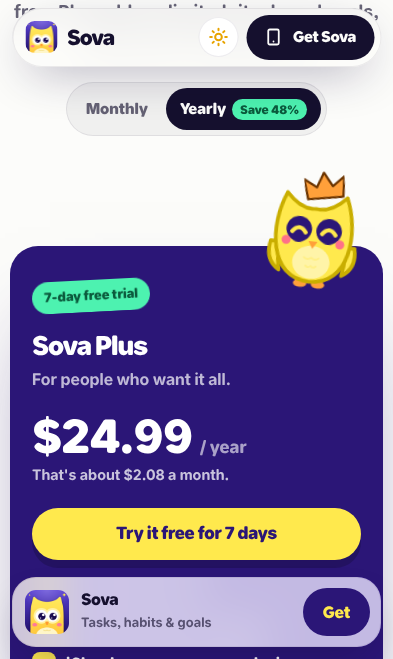 Sova
Get Sova
Monthly
Yearly Save 48%
7-day free trial
Sova Plus
For people who want it all.
$24.99 / year
That's about $2.08 a month.
Try it free for 7 days
Sova
Tasks, habits & goals
Get